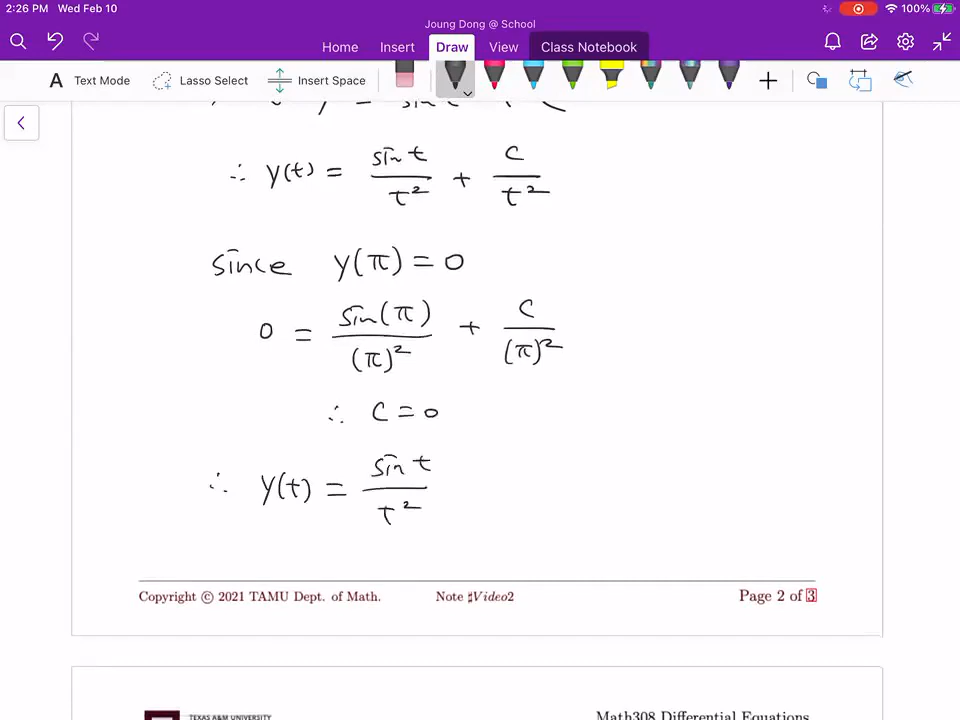 2:26 PM Wed Feb 10 100%
Joung Dong @ School
Home Insert Draw View Class Notebook
A Text Mode Lasso Select Insert Space
∴ y(t) = sin t / t² + c / t²
since y(π) = 0
0 = sin(π) / (π)² + c / (π)²
∴ c = 0
∴ y(t) = sin t / t²
Copyright © 2021 TAMU Dept. of Math. Note ♯Video2 Page 2 of 3
TEXAS A&M UNIVERSITY
Math308 Differential Equations